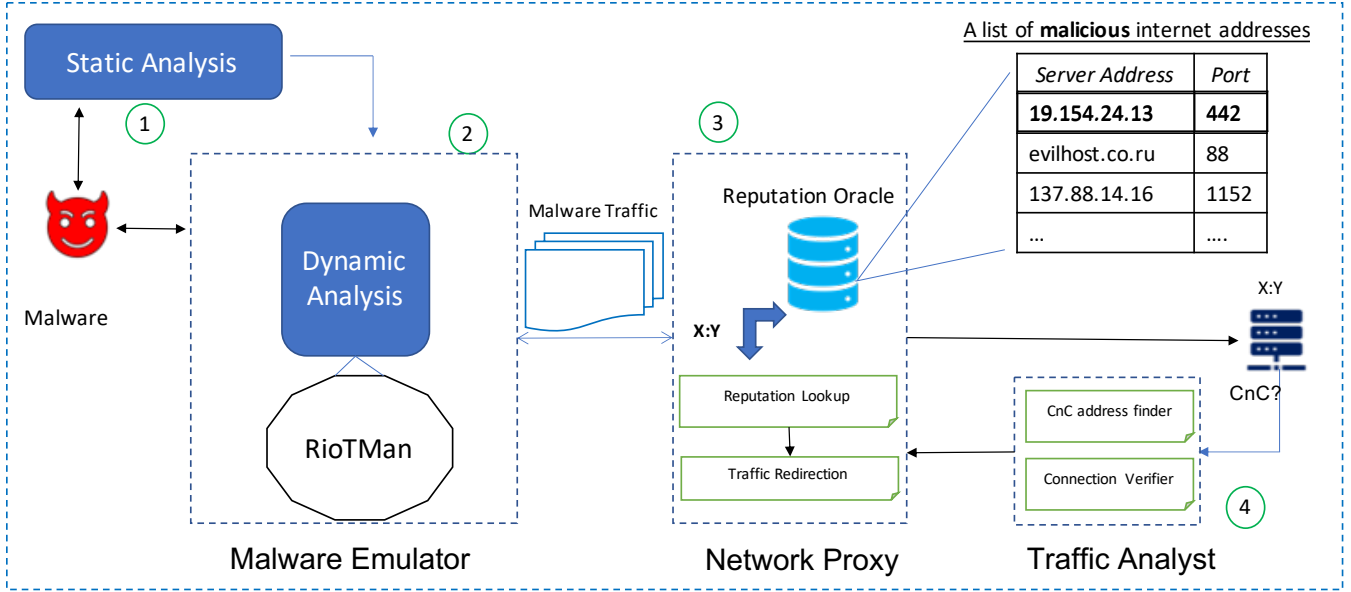 Static Analysis
1
Malware
2
Dynamic
Analysis
RioTMan
Malware Emulator
Malware Traffic
3
Reputation Oracle
X:Y
Reputation Lookup
Traffic Redirection
Network Proxy
A list of malicious internet addresses
Server Address Port
19.154.24.13 442
evilhost.co.ru 88
137.88.14.16 1152
... ....
X:Y
CnC?
CnC address finder
Connection Verifier
4
Traffic Analyst